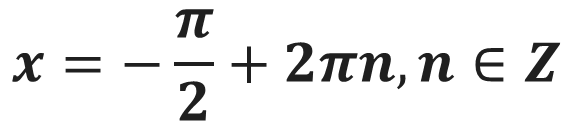 x = −π/2 + 2πn, n ∈ Z